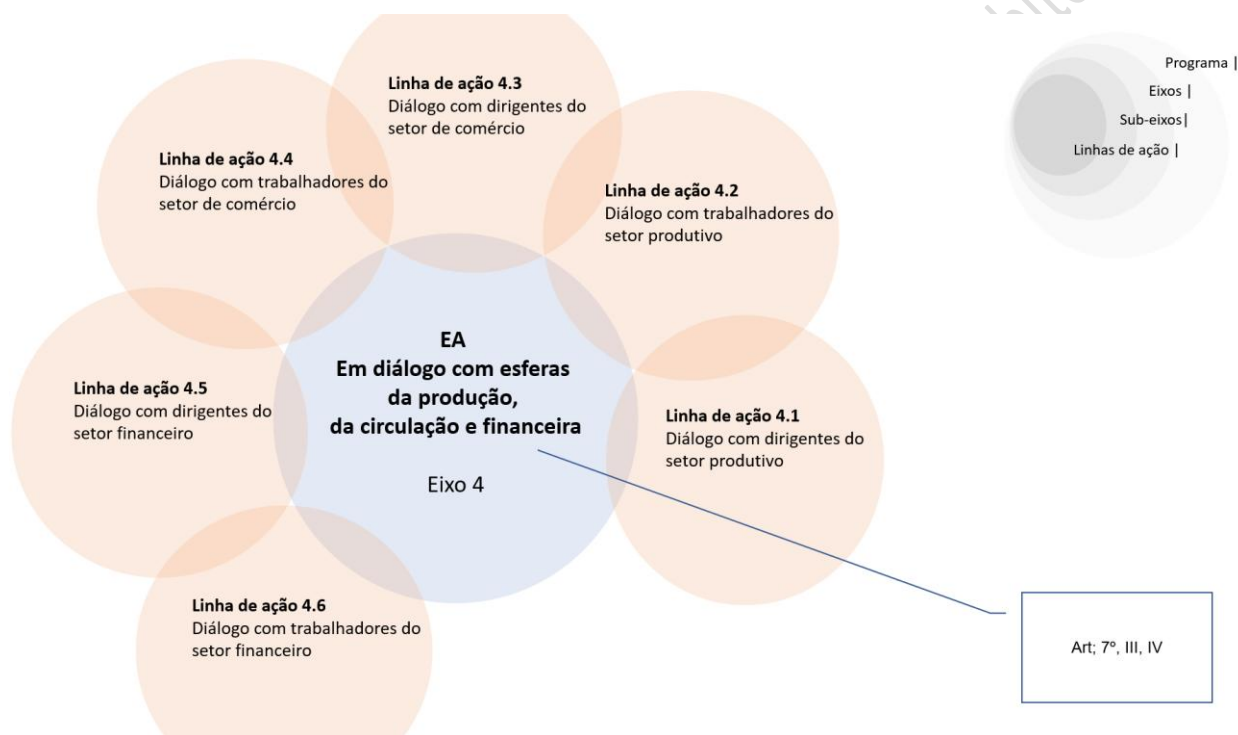 Programa |
Eixos |
Sub-eixos|
Linhas de ação |
Linha de ação 4.3
Diálogo com dirigentes do
setor de comércio
Linha de ação 4.4
Diálogo com trabalhadores do
setor de comércio
Linha de ação 4.2
Diálogo com trabalhadores do
setor produtivo
EA
Em diálogo com esferas
da produção,
da circulação e financeira
Eixo 4
Linha de ação 4.5
Diálogo com dirigentes do
setor financeiro
Linha de ação 4.1
Diálogo com dirigentes do
setor produtivo
Linha de ação 4.6
Diálogo com trabalhadores do
setor financeiro
Art; 7º, III, IV